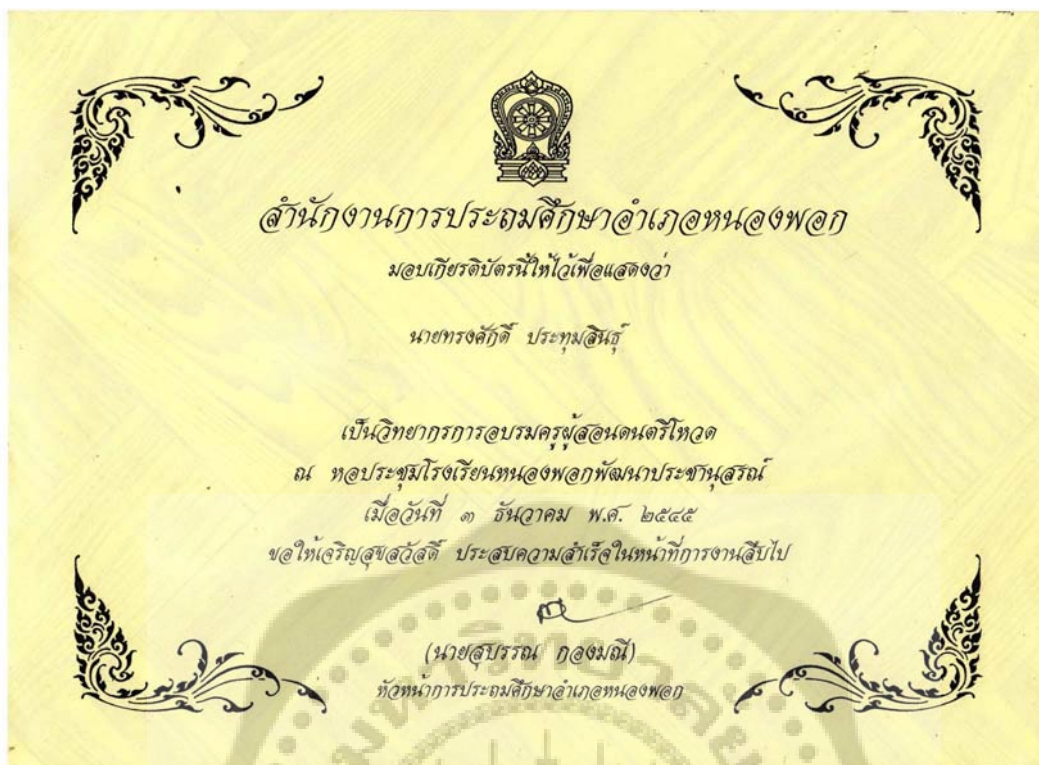 สำนักงานการประถมศึกษาอำเภอหนองพอก
มอบเกียรติบัตรนี้ให้ไว้เพื่อแสดงว่า
นายทรงศักดิ์ ประทุมสินธุ์
เป็นวิทยากรการอบรมครูผู้สอนดนตรีโหวด
ณ หอประชุมโรงเรียนหนองพอกพัฒนาประชานุสรณ์
เมื่อวันที่ ๓ ธันวาคม พ.ศ. ๒๕๔๕
ขอให้เจริญสุขสวัสดิ์ ประสบความสำเร็จในหน้าที่การงานสืบไป
(นายสุบรรณ กองมณี)
หัวหน้าการประถมศึกษาอำเภอหนองพอก